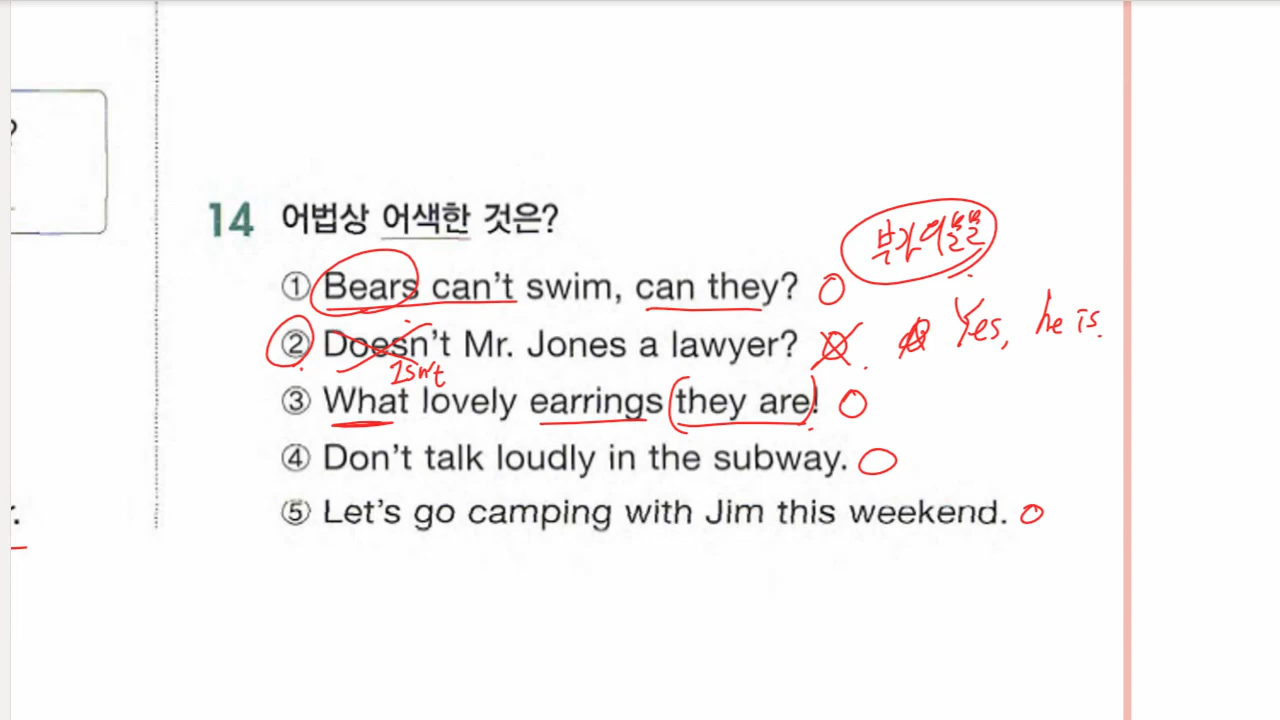 ?
14 어법상 어색한 것은?
부가의문문
① Bears can't swim, can they? O
② Doesn't Mr. Jones a lawyer? Yes, he is.
Isn't
③ What lovely earrings (they are)! O
④ Don't talk loudly in the subway. O
⑤ Let's go camping with Jim this weekend. O
r.